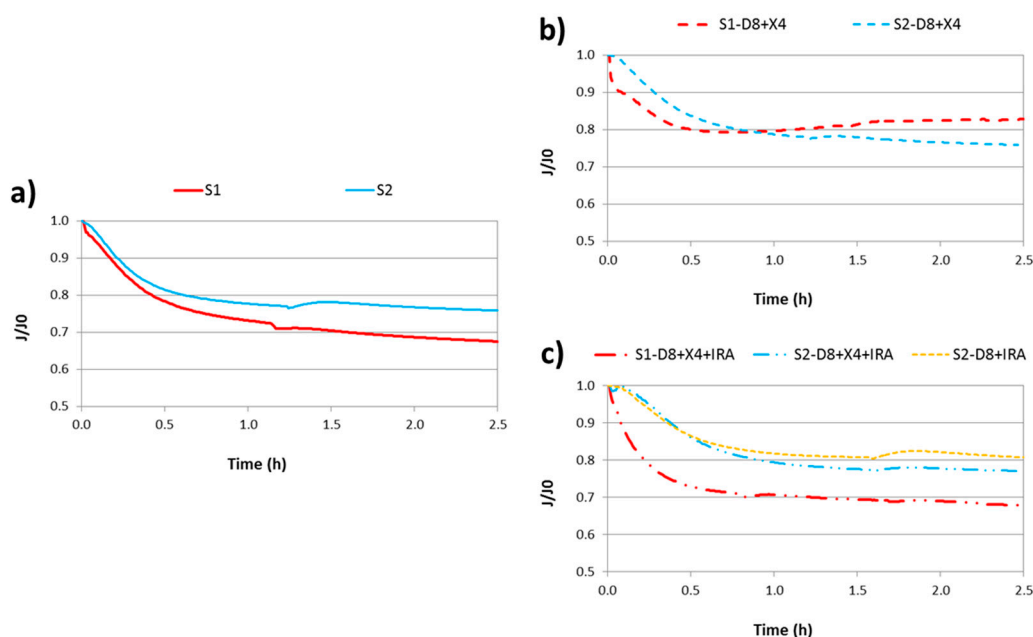 a)
S1 S2
1.0
0.9
0.8
0.7
0.6
0.5
J/J0
0.0 0.5 1.0 1.5 2.0 2.5
Time (h)
b)
S1-D8+X4 S2-D8+X4
1.0
0.9
0.8
0.7
0.6
0.5
J/J0
0.0 0.5 1.0 1.5 2.0 2.5
Time (h)
c)
S1-D8+X4+IRA S2-D8+X4+IRA S2-D8+IRA
1.0
0.9
0.8
0.7
0.6
0.5
J/J0
0.0 0.5 1.0 1.5 2.0 2.5
Time (h)